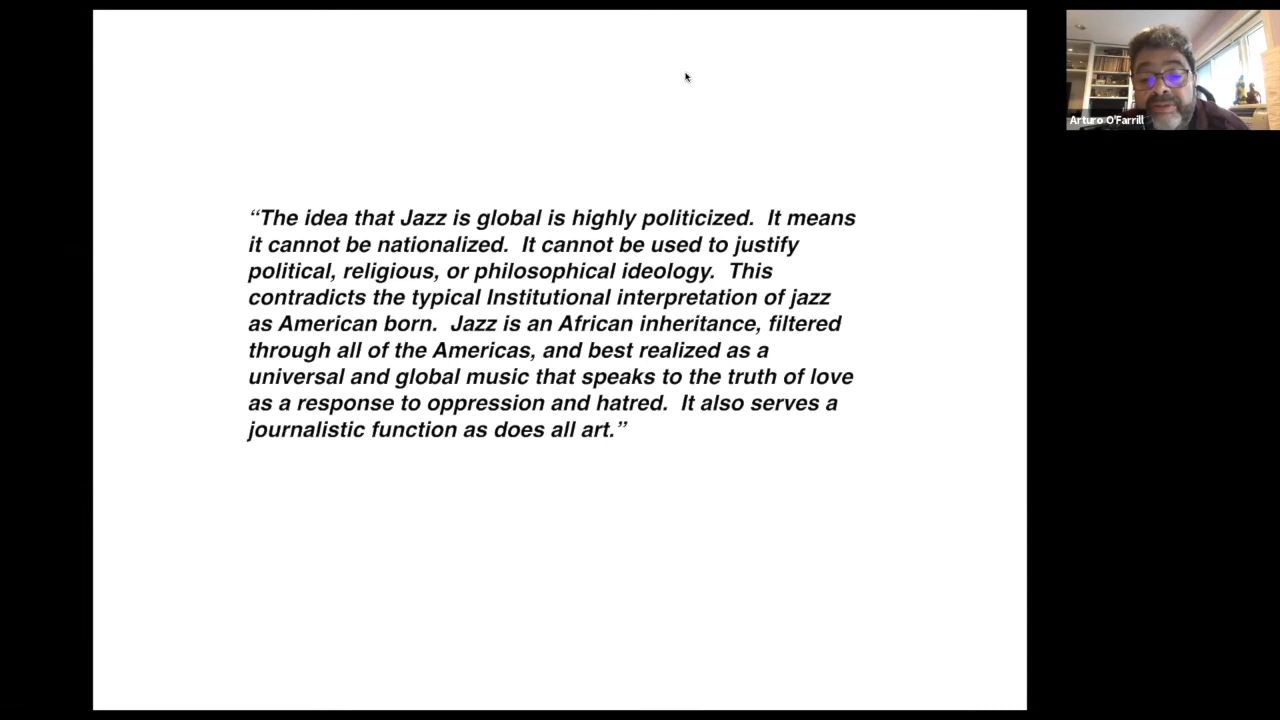 “The idea that Jazz is global is highly politicized.  It means
it cannot be nationalized.  It cannot be used to justify
political, religious, or philosophical ideology.  This
contradicts the typical Institutional interpretation of jazz
as American born.  Jazz is an African inheritance, filtered
through all of the Americas, and best realized as a
universal and global music that speaks to the truth of love
as a response to oppression and hatred.  It also serves a
journalistic function as does all art.”
Arturo O'Farrill